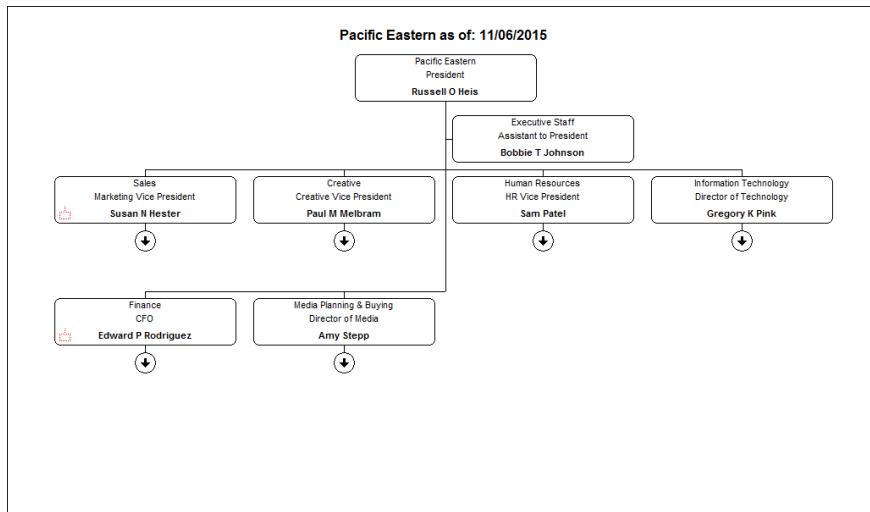 Pacific Eastern as of: 11/06/2015
Pacific Eastern
President
Russell O Heis
Executive Staff
Assistant to President
Bobbie T Johnson
Sales
Marketing Vice President
Susan N Hester
Creative
Creative Vice President
Paul M Melbram
Human Resources
HR Vice President
Sam Patel
Information Technology
Director of Technology
Gregory K Pink
Finance
CFO
Edward P Rodriguez
Media Planning & Buying
Director of Media
Amy Stepp